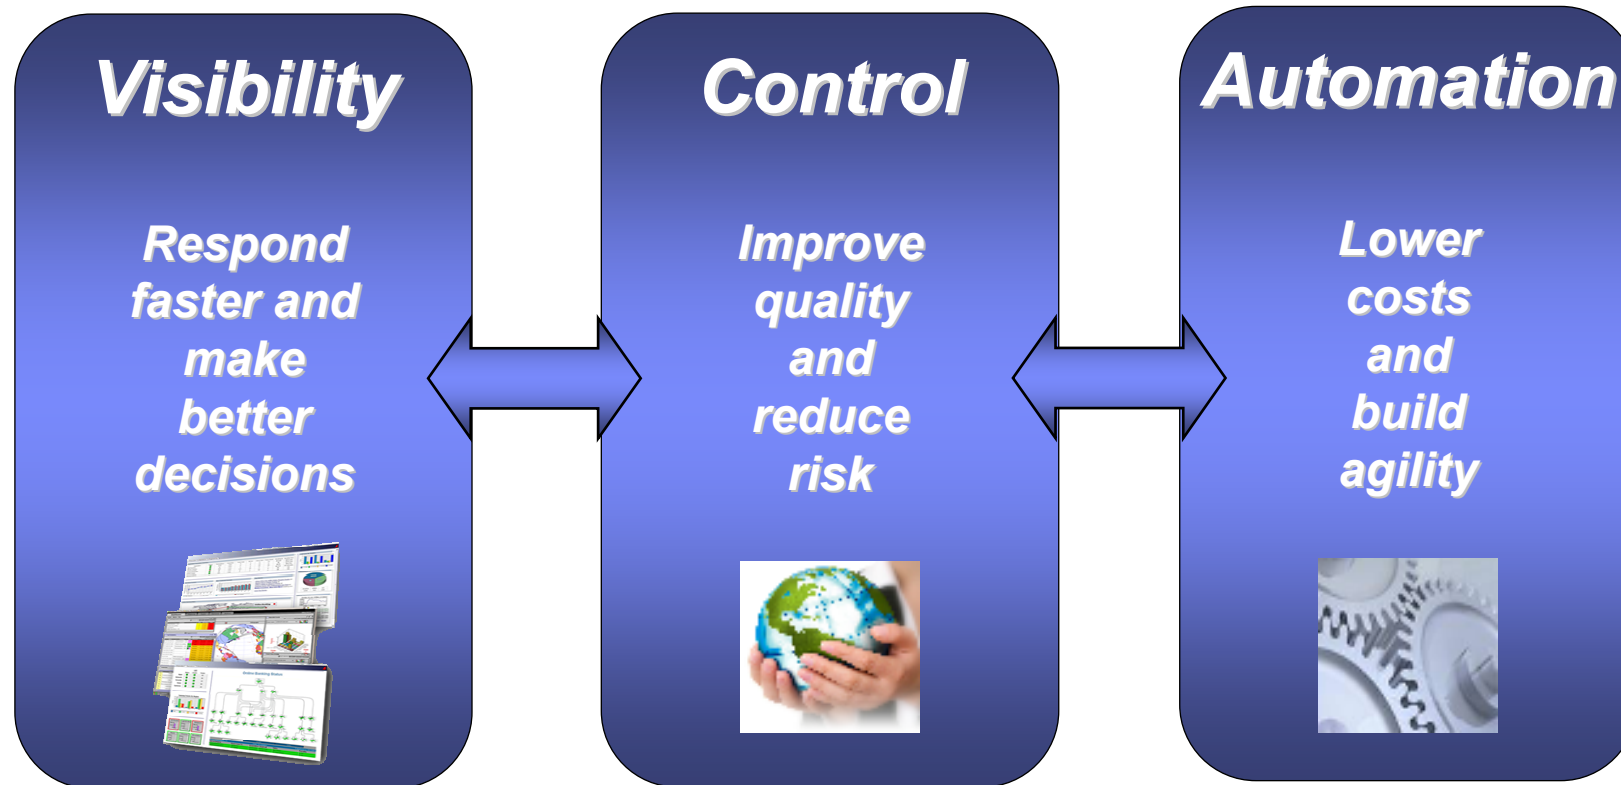 Visibility
Respond
faster and
make
better
decisions
Control
Improve
quality
and
reduce
risk
Automation
Lower
costs
and
build
agility